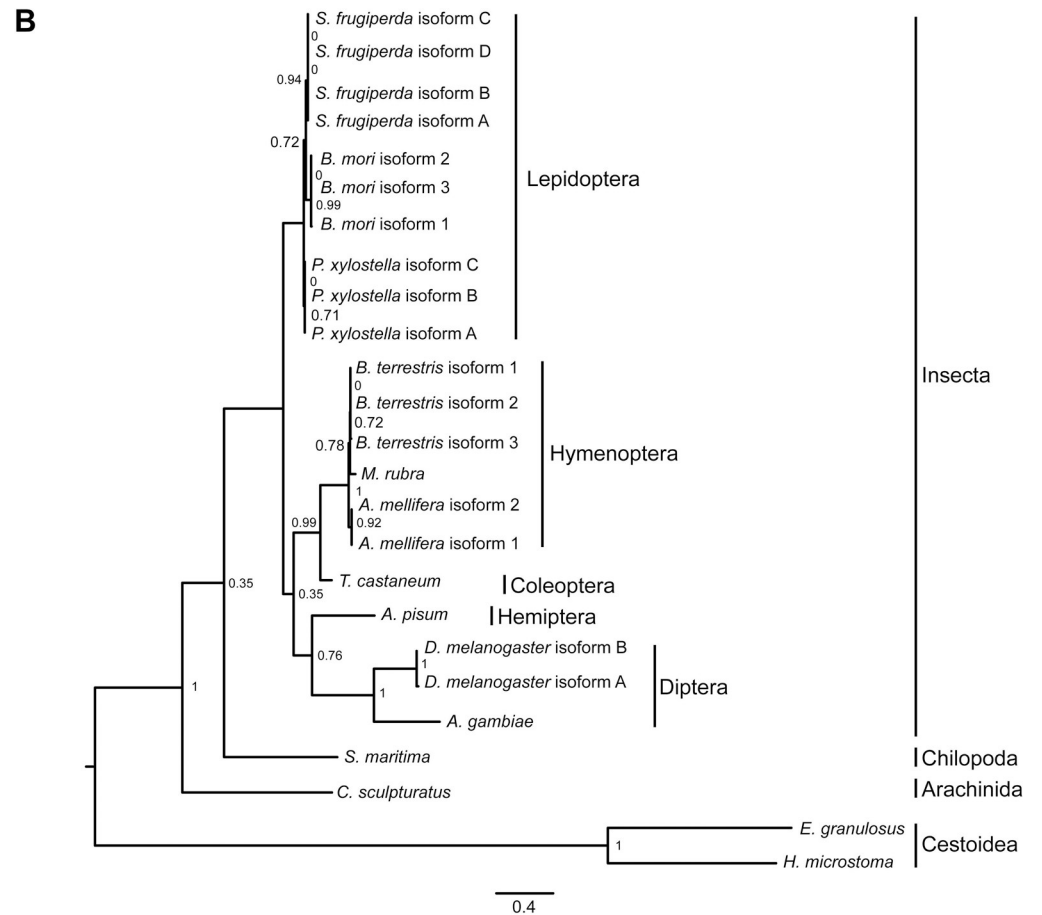 B
S. frugiperda isoform C
0
S. frugiperda isoform D
0
0.94
S. frugiperda isoform B
S. frugiperda isoform A
0.72
B. mori isoform 2
0
B. mori isoform 3
Lepidoptera
0.99
B. mori isoform 1
P. xylostella isoform C
0
P. xylostella isoform B
0.71
P. xylostella isoform A
B. terrestris isoform 1
Insecta
0
B. terrestris isoform 2
0.72
0.78
B. terrestris isoform 3
Hymenoptera
M. rubra
1
A. mellifera isoform 2
0.99
0.92
A. mellifera isoform 1
T. castaneum
Coleoptera
0.35
0.35
A. pisum
Hemiptera
D. melanogaster isoform B
0.76
1
D. melanogaster isoform A
Diptera
1
1
A. gambiae
S. maritima
Chilopoda
C. sculpturatus
Arachinida
E. granulosus
1
Cestoidea
H. microstoma
0.4